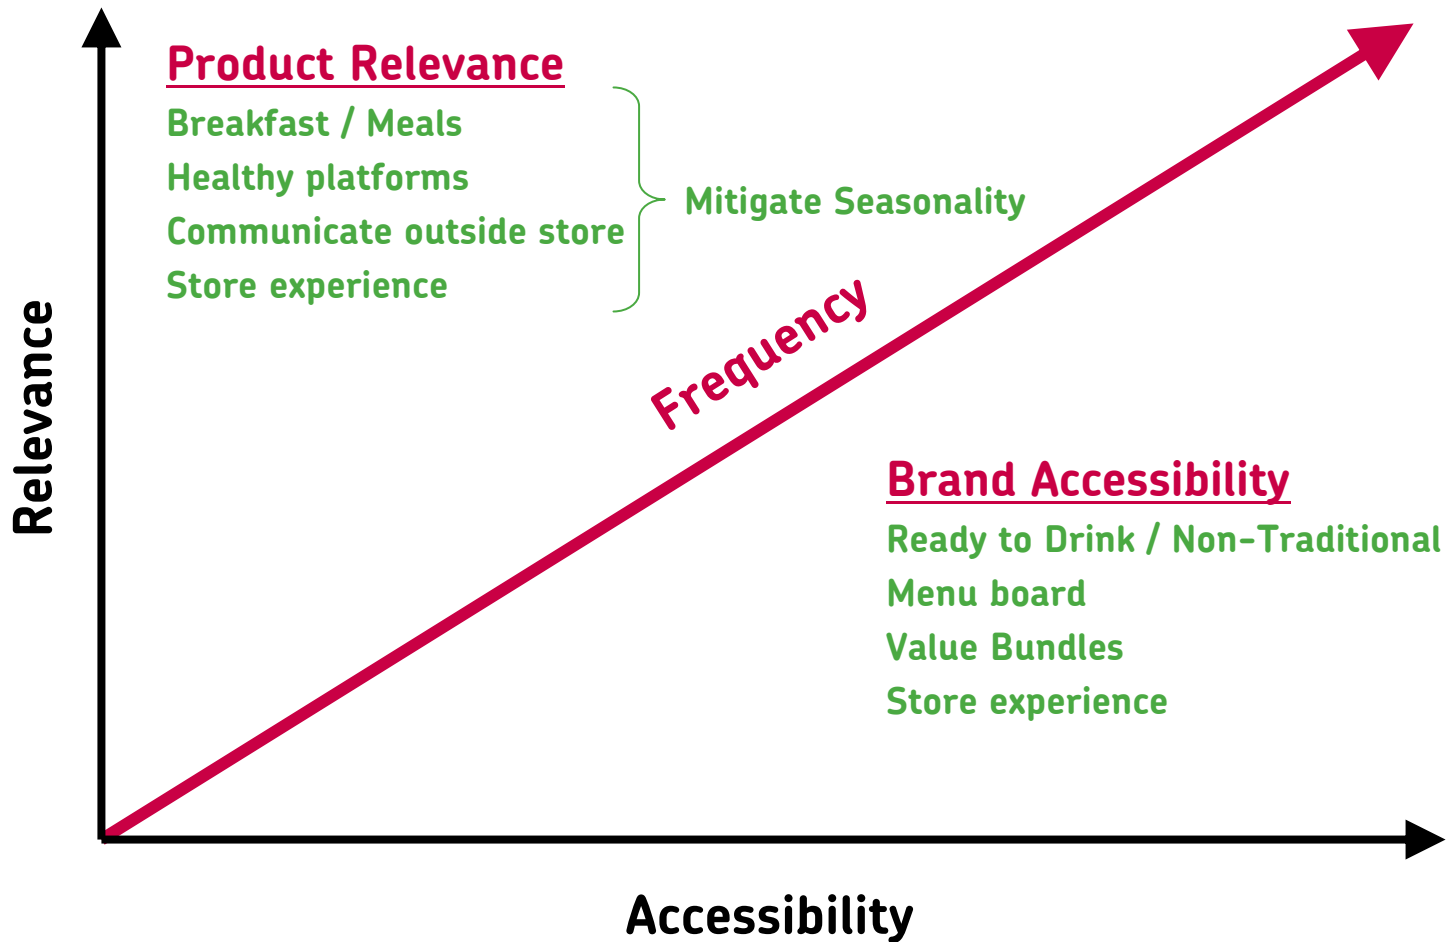 Product Relevance
Breakfast / Meals
Healthy platforms
Communicate outside store
Store experience
Mitigate Seasonality
Frequency
Relevance
Brand Accessibility
Ready to Drink / Non-Traditional
Menu board
Value Bundles
Store experience
Accessibility